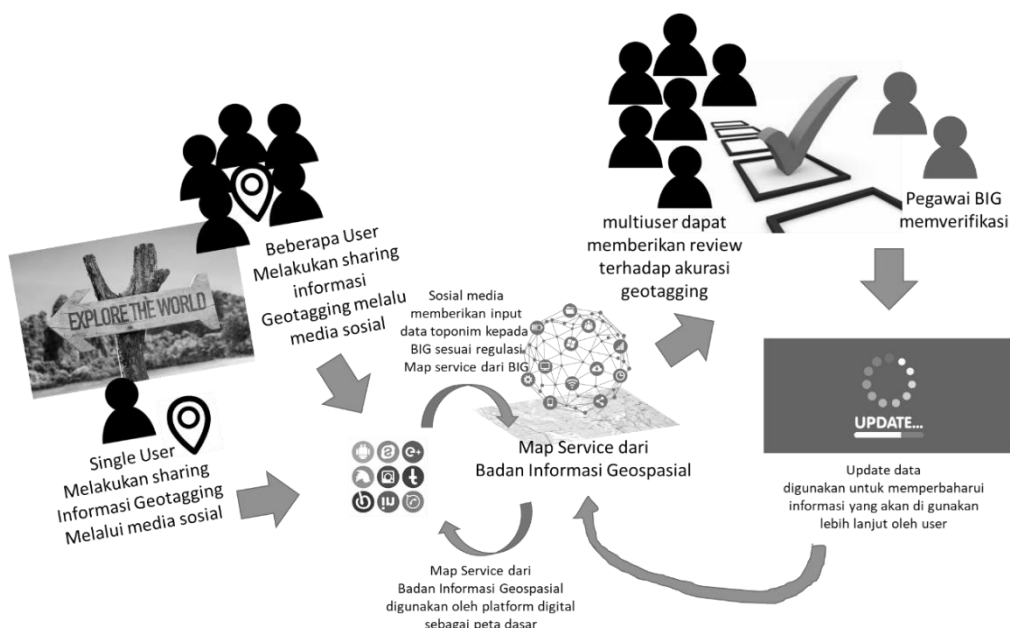 EXPLORE THE WORLD
Beberapa User
Melakukan sharing
informasi
Geotagging melalu
media sosial
Single User
Melakukan sharing
Informasi Geotagging
Melalui media sosial
Sosial media
memberikan input
data toponim kepada
BIG sesuai regulasi
Map service dari BIG
Map Service dari
Badan Informasi Geospasial
Map Service dari
Badan Informasi Geospasial
digunakan oleh platform digital
sebagai peta dasar
multiuser dapat
memberikan review
terhadap akurasi
geotagging
Pegawai BIG
memverifikasi
UPDATE...
Update data
digunakan untuk memperbaharui
informasi yang akan di gunakan
lebih lanjut oleh user